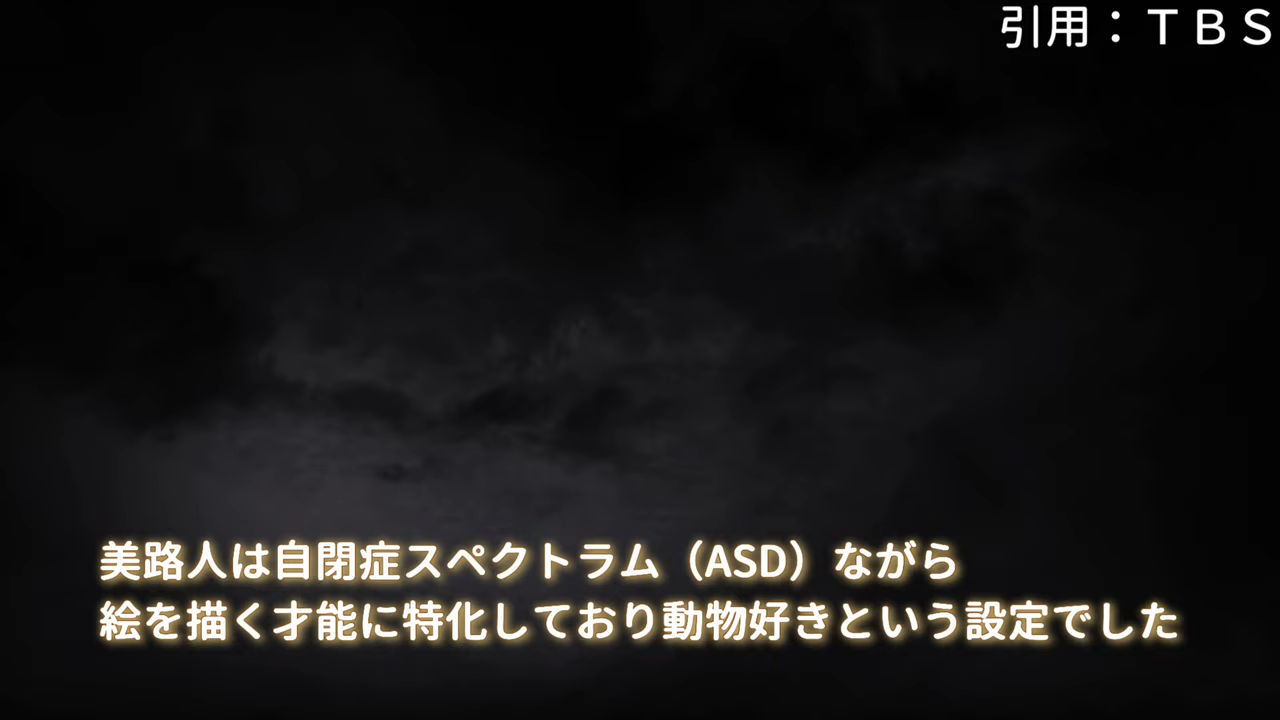 引用：ＴＢＳ
美路人は自閉症スペクトラム（ASD）ながら
絵を描く才能に特化しており動物好きという設定でした